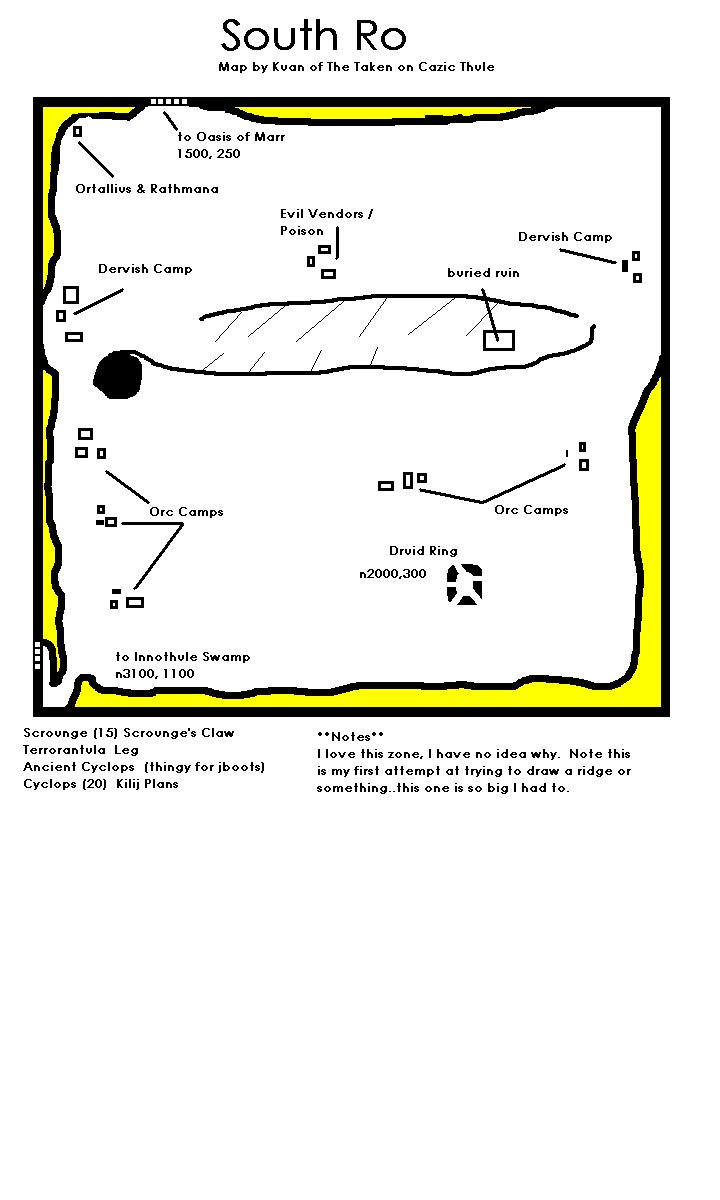 South Ro
Map by Kuan of The Taken on Cazic Thule
to Oasis of Marr
1500, 250
Ortallius & Rathmana
Evil Vendors /
Poison
Dervish Camp
Dervish Camp
buried ruin
Orc Camps
Orc Camps
Druid Ring
n2000,300
to Innothule Swamp
n3100, 1100
Scrounge (15) Scrounge's Claw
Terrorantula Leg
Ancient Cyclops (thingy for jboots)
Cyclops (20) Kilij Plans
**Notes**
I love this zone, I have no idea why. Note this
is my first attempt at trying to draw a ridge or
something..this one is so big I had to.